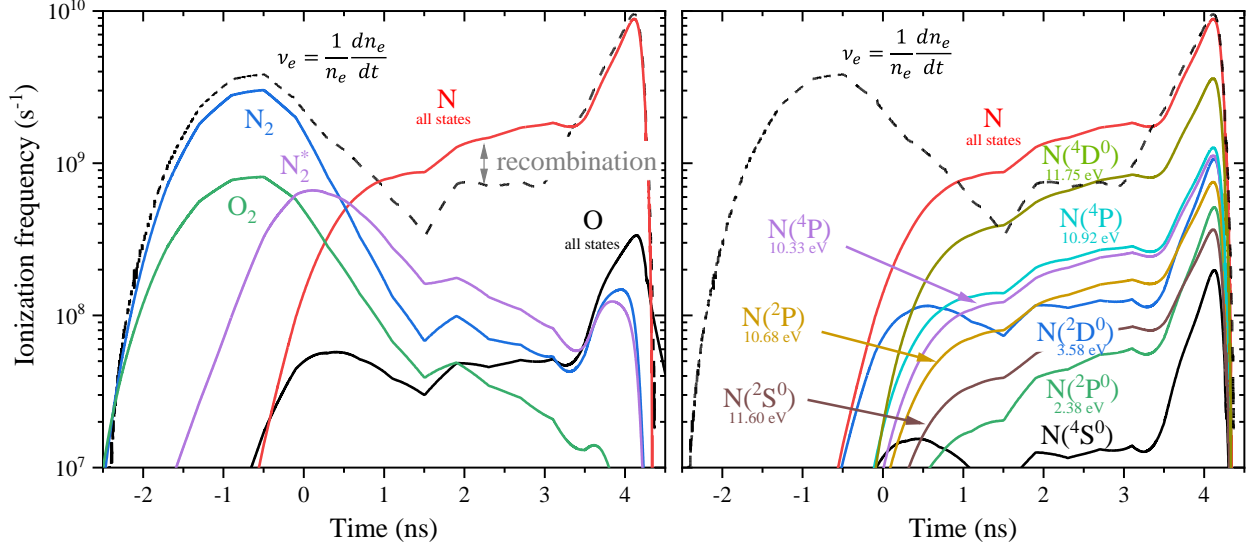 10^10
10^9
10^8
10^7
Ionization frequency (s^-1)
ν_e = 1/n_e dn_e/dt
N_2
N_2^*
O_2
N
all states
recombination
O
all states
-2 -1 0 1 2 3 4
Time (ns)
ν_e = 1/n_e dn_e/dt
N
all states
N(^4D^0)
11.75 eV
N(^4P)
10.33 eV
N(^4P)
10.92 eV
N(^2P)
10.68 eV
N(^2D^0)
3.58 eV
N(^2S^0)
11.60 eV
N(^2P^0)
2.38 eV
N(^4S^0)
-2 -1 0 1 2 3 4
Time (ns)